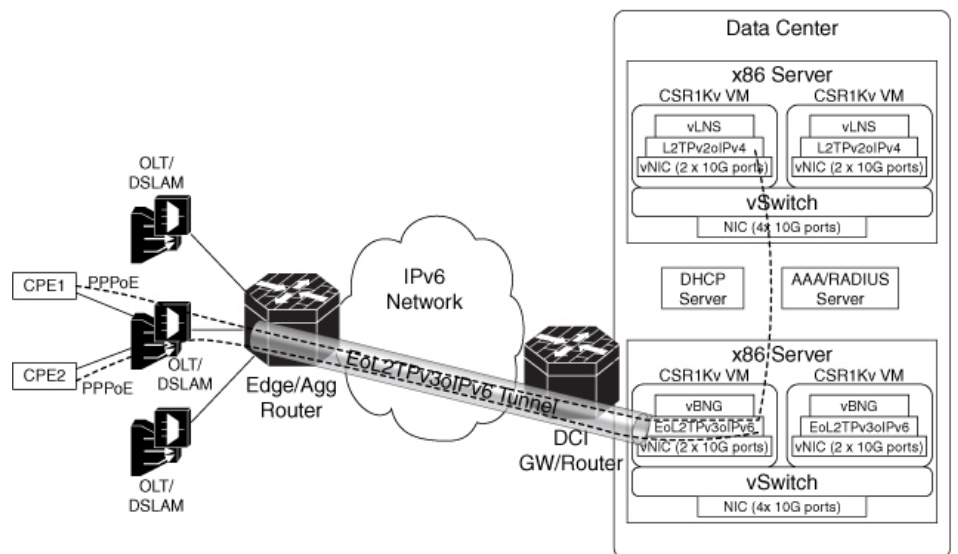 Data Center
x86 Server
CSR1Kv VM
CSR1Kv VM
vLNS
L2TPv2oIPv4
vNIC (2 x 10G ports)
vLNS
L2TPv2oIPv4
vNIC (2 x 10G ports)
vSwitch
NIC (4x 10G ports)
OLT/
DSLAM
CPE1
PPPoE
CPE2
PPPoE
OLT/
DSLAM
OLT/
DSLAM
Edge/Agg
Router
IPv6
Network
EoL2TPv3oIPv6 Tunnel
DCI
GW/Router
DHCP
Server
AAA/RADIUS
Server
x86 Server
CSR1Kv VM
CSR1Kv VM
vBNG
EoL2TPv3oIPv6
vNIC (2 x 10G ports)
vBNG
EoL2TPv3oIPv6
vNIC (2 x 10G ports)
vSwitch
NIC (4x 10G ports)